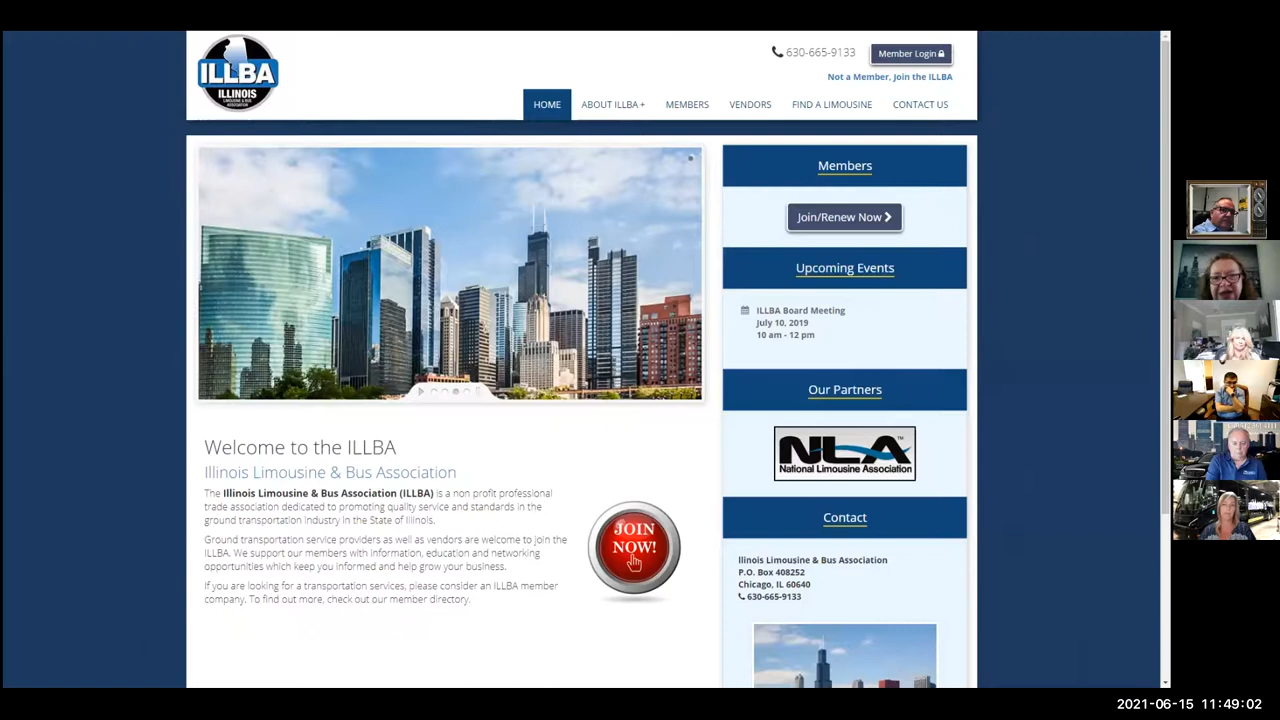 ILLBA
ILLINOIS
LIMOUSINE & BUS
ASSOCIATION
630-665-9133
Member Login
Not a Member, Join the ILLBA
HOME
ABOUT ILLBA +
MEMBERS
VENDORS
FIND A LIMOUSINE
CONTACT US
Welcome to the ILLBA
Illinois Limousine & Bus Association
The Illinois Limousine & Bus Association (ILLBA) is a non profit professional
trade association dedicated to promoting quality service and standards in the
ground transportation industry in the State of Illinois.
Ground transportation service providers as well as vendors are welcome to join the
ILLBA. We support our members with information, education and networking
opportunities which keep you informed and help grow your business.
If you are looking for a transportation services, please consider an ILLBA member
company. To find out more, check out our member directory.
JOIN
NOW!
Members
Join/Renew Now
Upcoming Events
ILLBA Board Meeting
July 10, 2019
10 am - 12 pm
Our Partners
NLA™
National Limousine Association
Contact
Illinois Limousine & Bus Association
P.O. Box 408252
Chicago, IL 60640
630-665-9133
2021-06-15 11:49:02